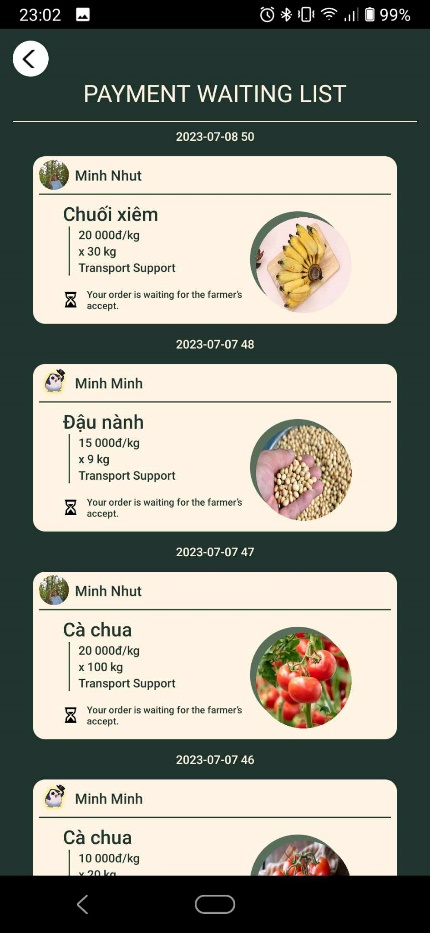 23:02
99%
PAYMENT WAITING LIST
2023-07-08 50
Minh Nhut
Chuối xiêm
20 000đ/kg
x 30 kg
Transport Support
Your order is waiting for the farmer's
accept.
2023-07-07 48
Minh Minh
Đậu nành
15 000đ/kg
x 9 kg
Transport Support
Your order is waiting for the farmer's
accept.
2023-07-07 47
Minh Nhut
Cà chua
20 000đ/kg
x 100 kg
Transport Support
Your order is waiting for the farmer's
accept.
2023-07-07 46
Minh Minh
Cà chua
10 000đ/kg
x 20 kg